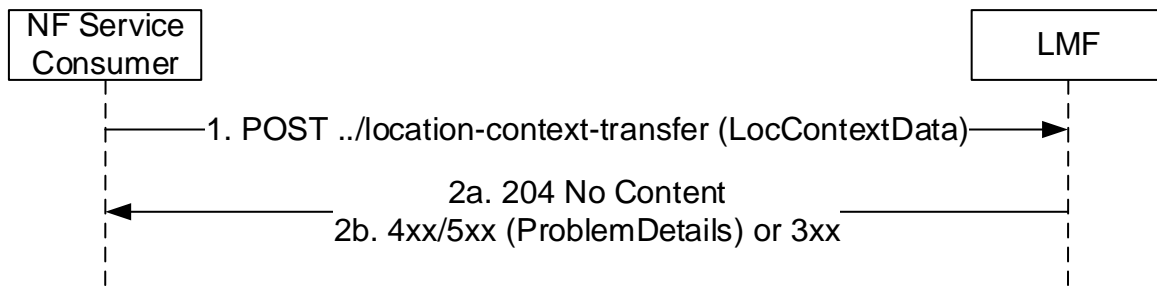 NF Service
Consumer
LMF
1. POST ../location-context-transfer (LocContextData)
2a. 204 No Content
2b. 4xx/5xx (ProblemDetails) or 3xx